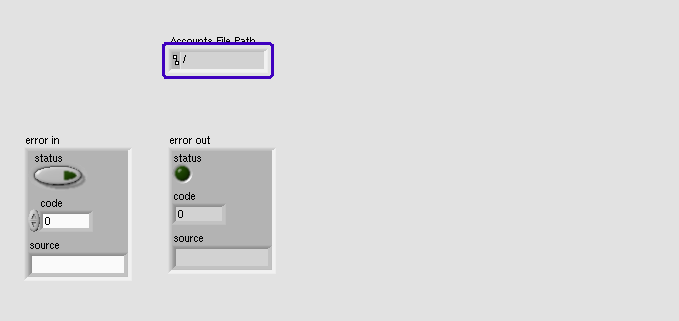 Accounts File Path
/
error in
status
code
0
source
error out
status
code
0
source